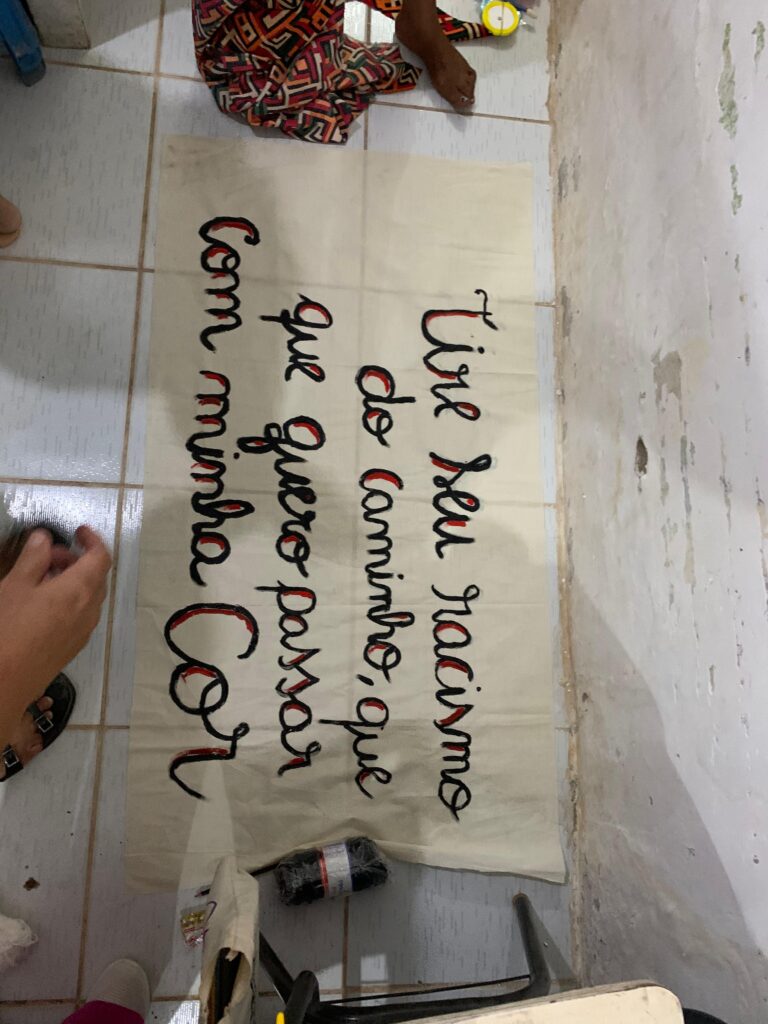 Tire seu racismo
do caminho, que
que quero passar
com minha Cor